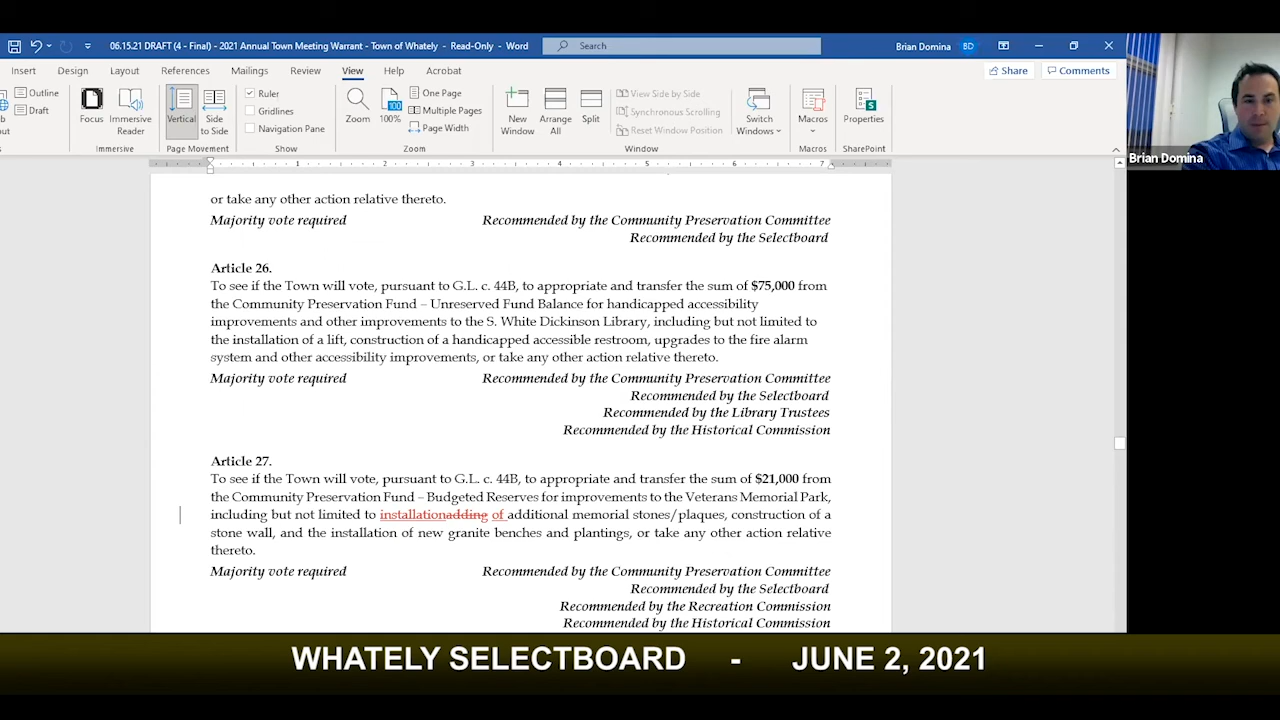 06.15.21 DRAFT (4 - Final) - 2021 Annual Town Meeting Warrant - Town of Whately - Read-Only - Word
Search
Brian Domina BD
Insert Design Layout References Mailings Review View Help Acrobat
Share Comments
Outline
Draft
Focus
Immersive Reader
Immersive
Vertical
Side to Side
Page Movement
Ruler
Gridlines
Navigation Pane
Show
Zoom
100
100%
One Page
Multiple Pages
Page Width
Zoom
New Window
Arrange All
Split
View Side by Side
Synchronous Scrolling
Reset Window Position
Window
Switch Windows
Macros
Macros
Properties
SharePoint
Brian Domina
1 2 3 4 5 6 7
or take any other action relative thereto.
Majority vote required Recommended by the Community Preservation Committee
Recommended by the Selectboard
Article 26.
To see if the Town will vote, pursuant to G.L. c. 44B, to appropriate and transfer the sum of $75,000 from
the Community Preservation Fund – Unreserved Fund Balance for handicapped accessibility
improvements and other improvements to the S. White Dickinson Library, including but not limited to
the installation of a lift, construction of a handicapped accessible restroom, upgrades to the fire alarm
system and other accessibility improvements, or take any other action relative thereto.
Majority vote required Recommended by the Community Preservation Committee
Recommended by the Selectboard
Recommended by the Library Trustees
Recommended by the Historical Commission
Article 27.
To see if the Town will vote, pursuant to G.L. c. 44B, to appropriate and transfer the sum of $21,000 from
the Community Preservation Fund – Budgeted Reserves for improvements to the Veterans Memorial Park,
including but not limited to installationadding of additional memorial stones/plaques, construction of a
stone wall, and the installation of new granite benches and plantings, or take any other action relative
thereto.
Majority vote required Recommended by the Community Preservation Committee
Recommended by the Selectboard
Recommended by the Recreation Commission
Recommended by the Historical Commission
WHATELY SELECTBOARD - JUNE 2, 2021